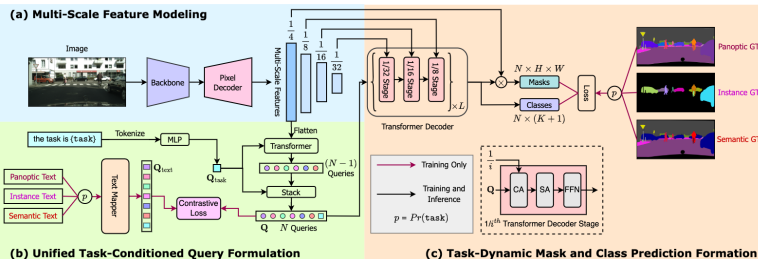 (a) Multi-Scale Feature Modeling
Image
Backbone
Pixel
Decoder
Multi-Scale Features
1/4
1/8
1/16
1/32
1/32 Stage
1/16 Stage
1/8 Stage
×L
Transformer Decoder
N × H × W
Masks
Classes
N × (K + 1)
Loss
p
Panoptic GT
Instance GT
Semantic GT
the task is {task}
Tokenize
MLP
Q_task
Flatten
Transformer
(N − 1)
Queries
Stack
Q N Queries
Panoptic Text
Instance Text
Semantic Text
p
Text Mapper
Q_text
Contrastive
Loss
Training Only
Training and
Inference
p = Pr(task)
1/i
Q
CA
SA
FFN
1/i^th Transformer Decoder Stage
(b) Unified Task-Conditioned Query Formulation
(c) Task-Dynamic Mask and Class Prediction Formation